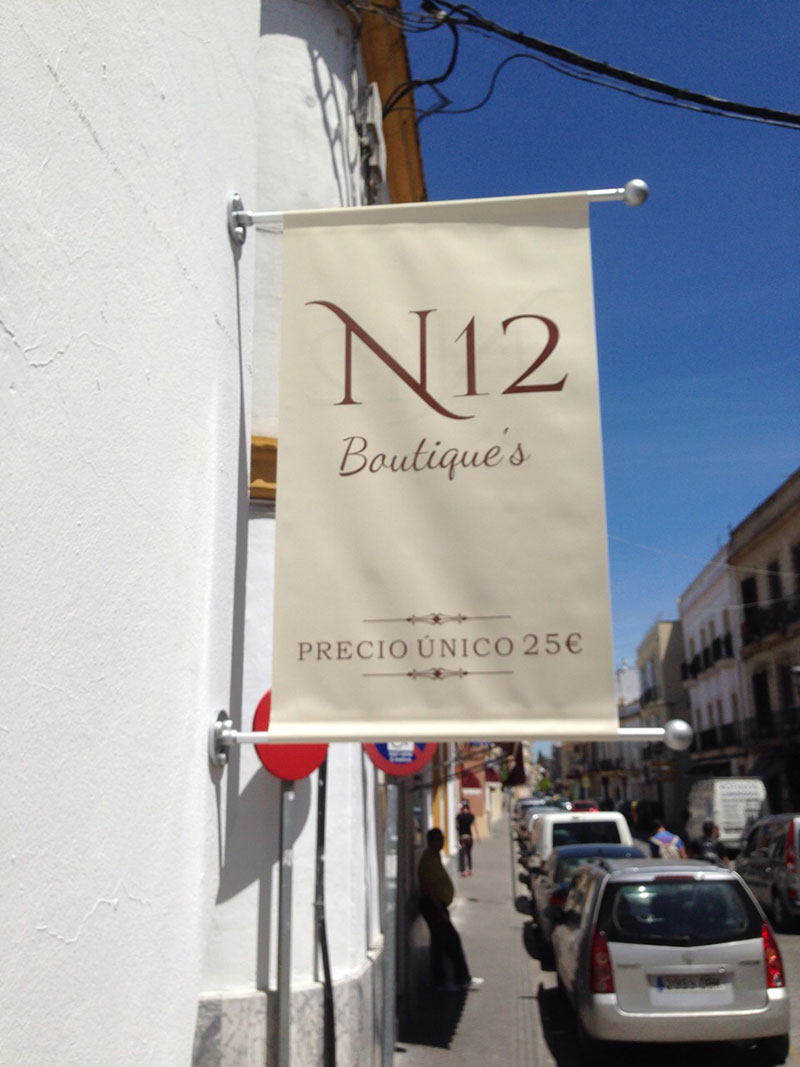 N12
Boutique's
PRECIO ÚNICO 25€